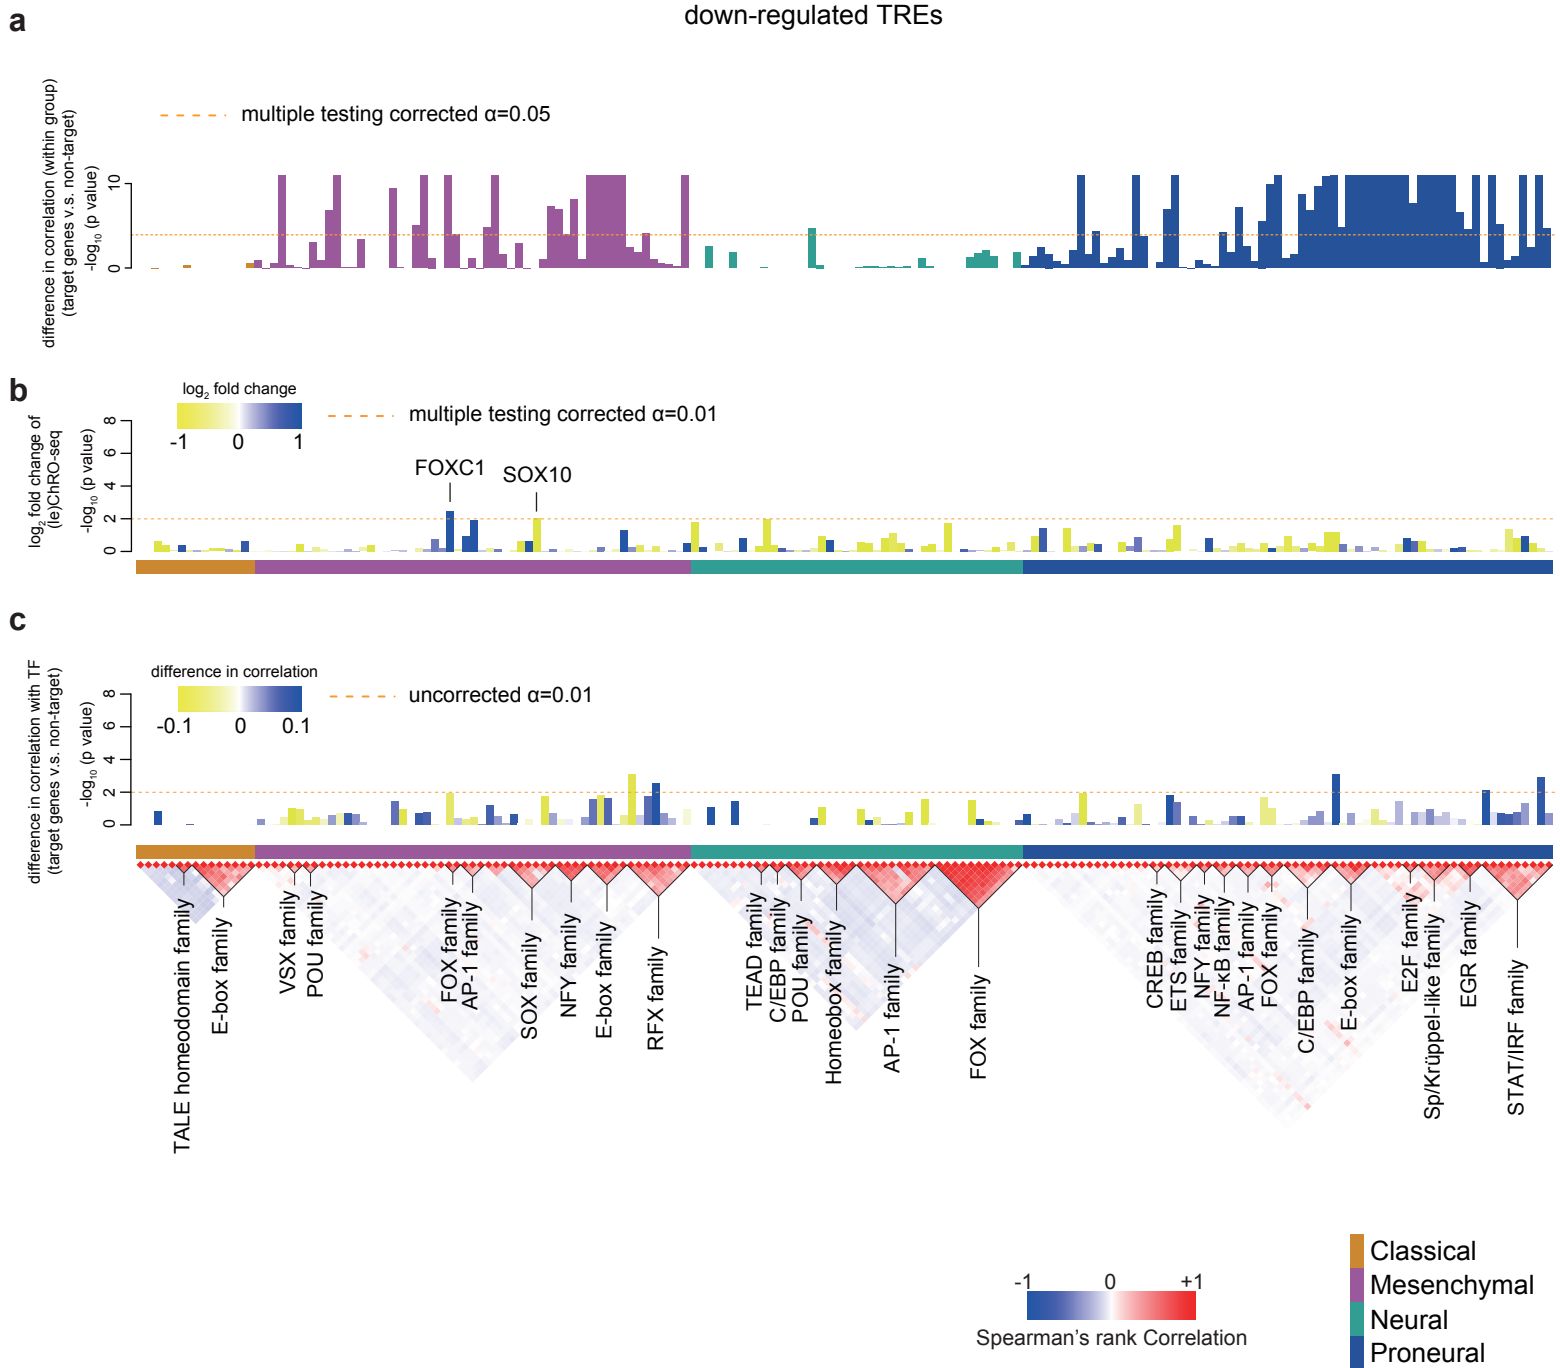 down-regulated TREs
a
difference in correlation (within group)
(target genes v.s. non-target)
-log10 (p value)
10
0
multiple testing corrected α=0.05
b
log2 fold change of
(le)ChRO-seq
-log10 (p value)
8
6
4
2
0
log2 fold change
-1 0 1
multiple testing corrected α=0.01
FOXC1
SOX10
c
difference in correlation with TF
(target genes v.s. non-target)
-log10 (p value)
8
6
4
2
0
difference in correlation
-0.1 0 0.1
uncorrected α=0.01
TALE homeodomain family
E-box family
VSX family
POU family
FOX family
AP-1 family
SOX family
NFY family
E-box family
RFX family
TEAD family
C/EBP family
POU family
Homeobox family
AP-1 family
FOX family
CREB family
ETS family
NFY family
NF-κB family
AP-1 family
FOX family
C/EBP family
E-box family
E2F family
Sp/Krüppel-like family
EGR family
STAT/IRF family
-1 0 +1
Spearman's rank Correlation
Classical
Mesenchymal
Neural
Proneural